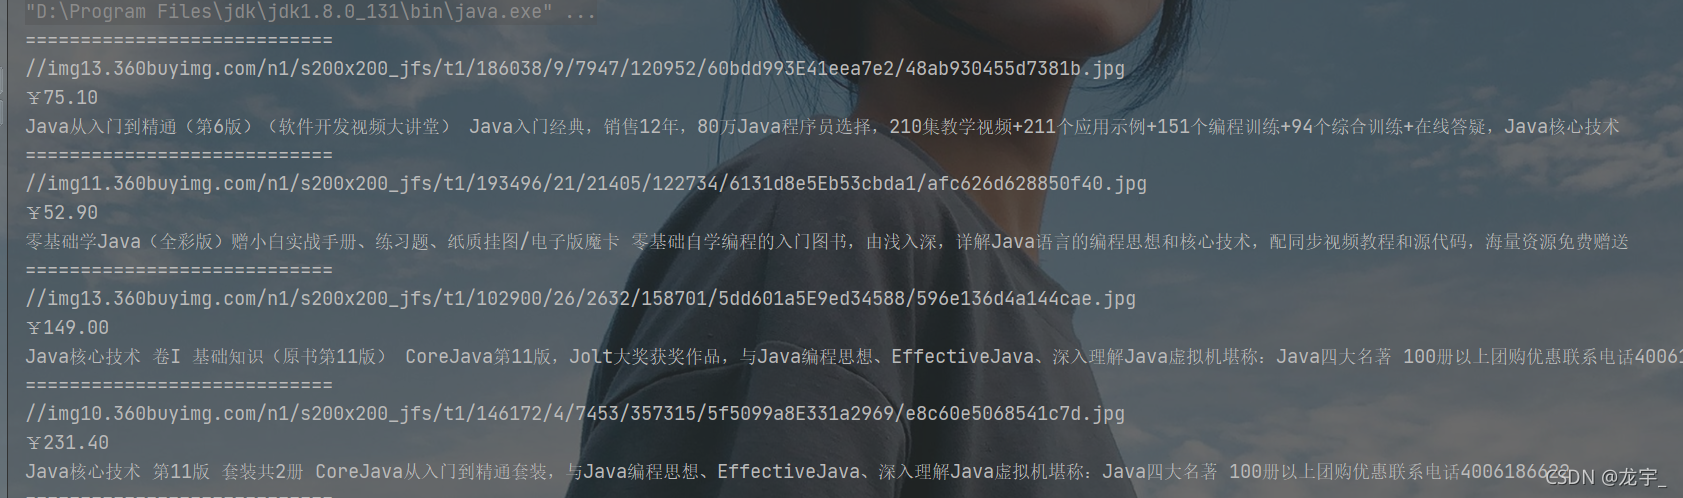 "D:\Program Files\jdk\jdk1.8.0_131\bin\java.exe" ...
============================
//img13.360buyimg.com/n1/s200x200_jfs/t1/186038/9/7947/120952/60bdd993E41eea7e2/48ab930455d7381b.jpg
￥75.10
Java从入门到精通（第6版）（软件开发视频大讲堂） Java入门经典，销售12年，80万Java程序员选择，210集教学视频+211个应用示例+151个编程训练+94个综合训练+在线答疑，Java核心技术
============================
//img11.360buyimg.com/n1/s200x200_jfs/t1/193496/21/21405/122734/6131d8e5Eb53cbda1/afc626d628850f40.jpg
￥52.90
零基础学Java（全彩版）赠小白实战手册、练习题、纸质挂图/电子版魔卡 零基础自学编程的入门图书，由浅入深，详解Java语言的编程思想和核心技术，配同步视频教程和源代码，海量资源免费赠送
============================
//img13.360buyimg.com/n1/s200x200_jfs/t1/102900/26/2632/158701/5dd601a5E9ed34588/596e136d4a144cae.jpg
￥149.00
Java核心技术 卷I 基础知识（原书第11版） CoreJava第11版，Jolt大奖获奖作品，与Java编程思想、EffectiveJava、深入理解Java虚拟机堪称：Java四大名著 100册以上团购优惠联系电话40061
============================
//img10.360buyimg.com/n1/s200x200_jfs/t1/146172/4/7453/357315/5f5099a8E331a2969/e8c60e5068541c7d.jpg
￥231.40
Java核心技术 第11版 套装共2册 CoreJava从入门到精通套装，与Java编程思想、EffectiveJava、深入理解Java虚拟机堪称：Java四大名著 100册以上团购优惠联系电话4006186622
CSDN @龙宇_
============================